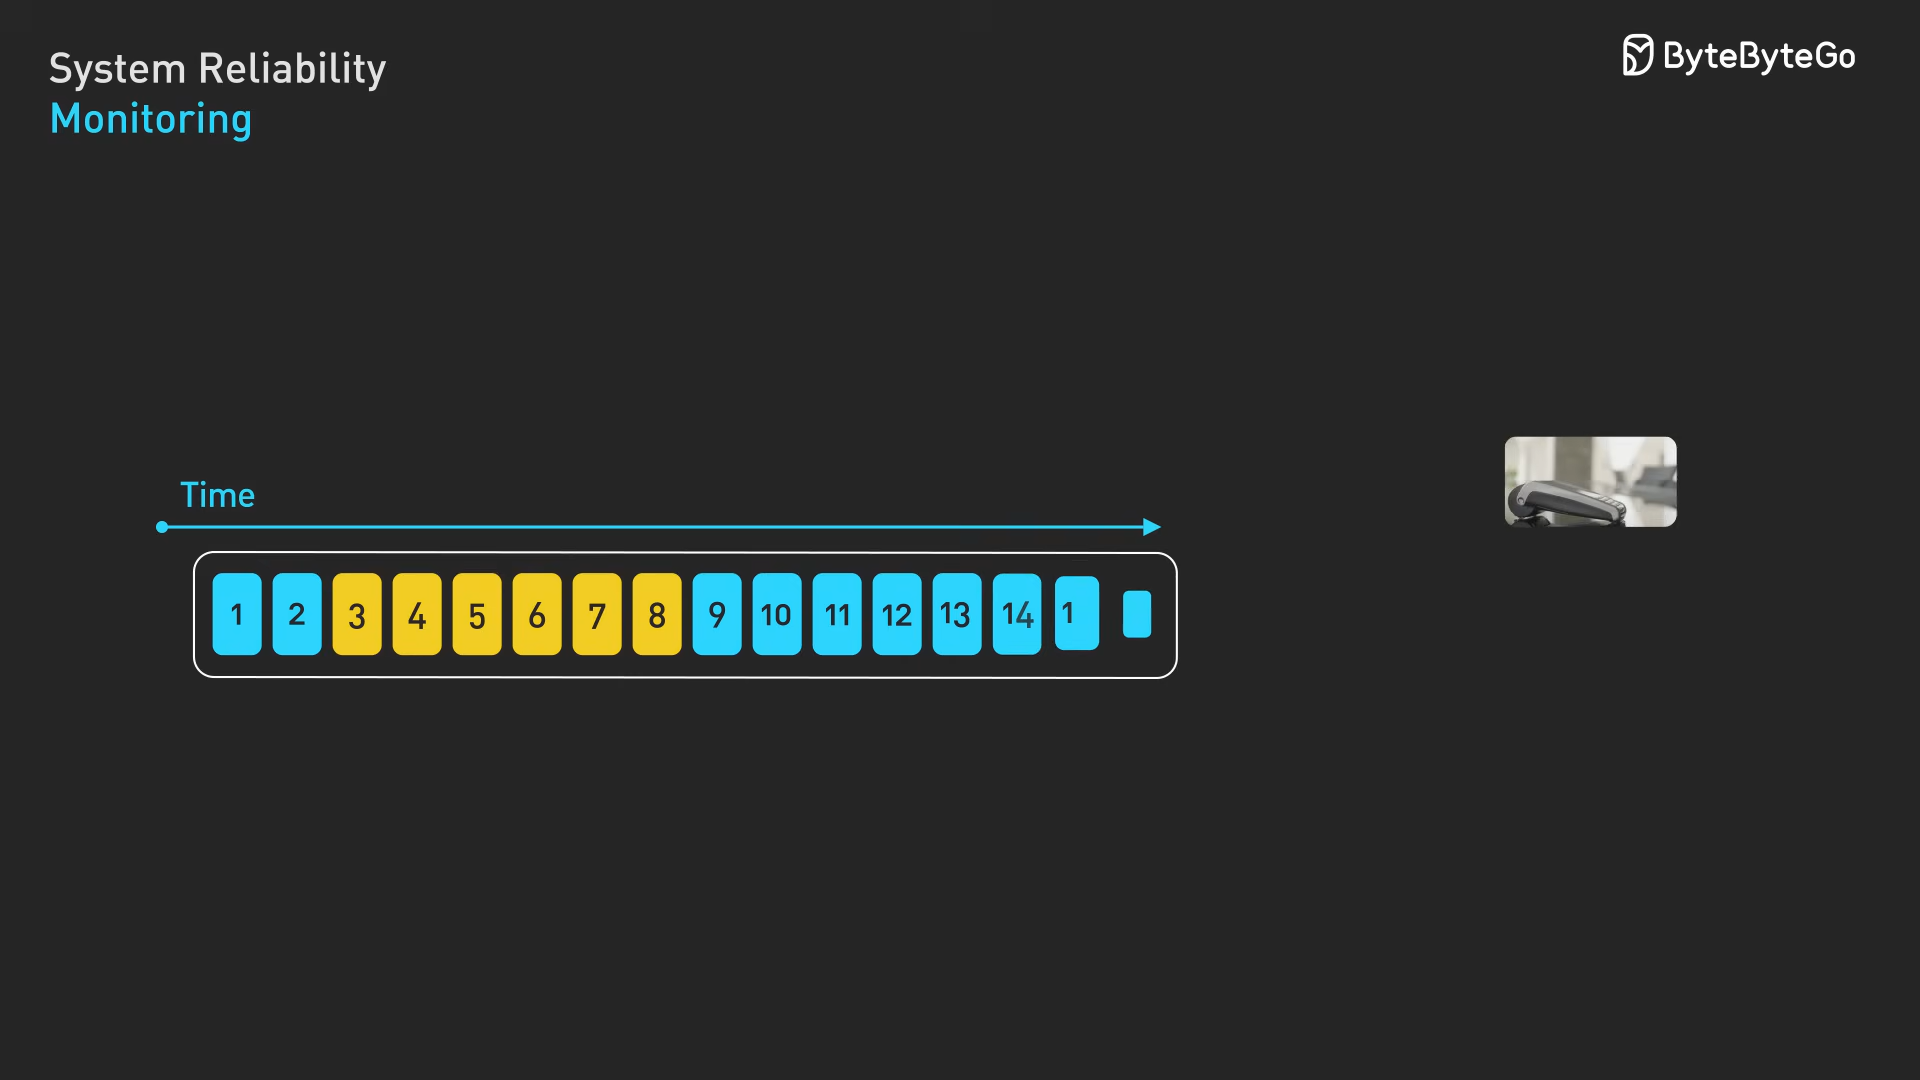 System Reliability
Monitoring
ByteByteGo
Time
1 2 3 4 5 6 7 8 9 10 11 12 13 14 1